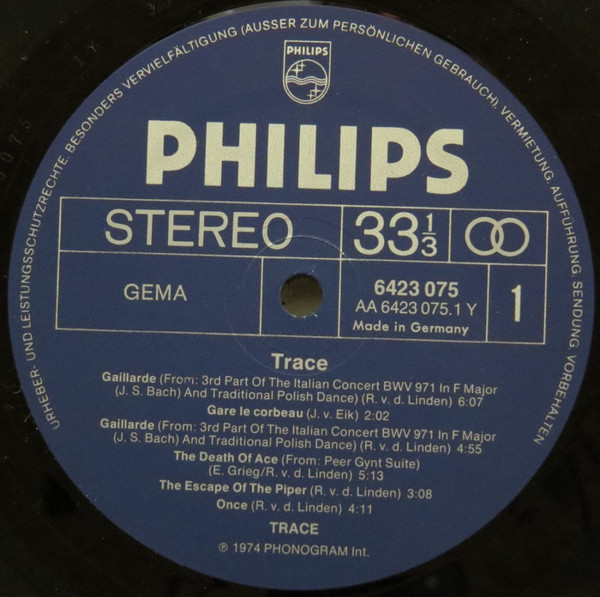 URHEBER- UND LEISTUNGSSCHUTZRECHTE. BESONDERS VERVIELFÄLTIGUNG (AUSSER ZUM PERSÖNLICHEN GEBRAUCH), VERMIETUNG, AUFFÜHRUNG, SENDUNG VORBEHALTEN
PHILIPS
PHILIPS
STEREO
33 1/3
GEMA
6423 075
AA 6423 075.1 Y
Made in Germany
1
Trace
Gaillarde (From: 3rd Part Of The Italian Concert BWV 971 In F Major
(J. S. Bach) And Traditional Polish Dance) (R. v. d. Linden) 6:07
Gare le corbeau (J. v. Eik) 2:02
Gaillarde (From: 3rd Part Of The Italian Concert BWV 971 In F Major
(J. S. Bach) And Traditional Polish Dance) (R. v. d. Linden) 4:55
The Death Of Ace (From: Peer Gynt Suite)
(E. Grieg/R. v. d. Linden) 5:13
The Escape Of The Piper (R. v. d. Linden) 3:08
Once (R. v. d. Linden) 4:11
TRACE
℗ 1974 PHONOGRAM Int.